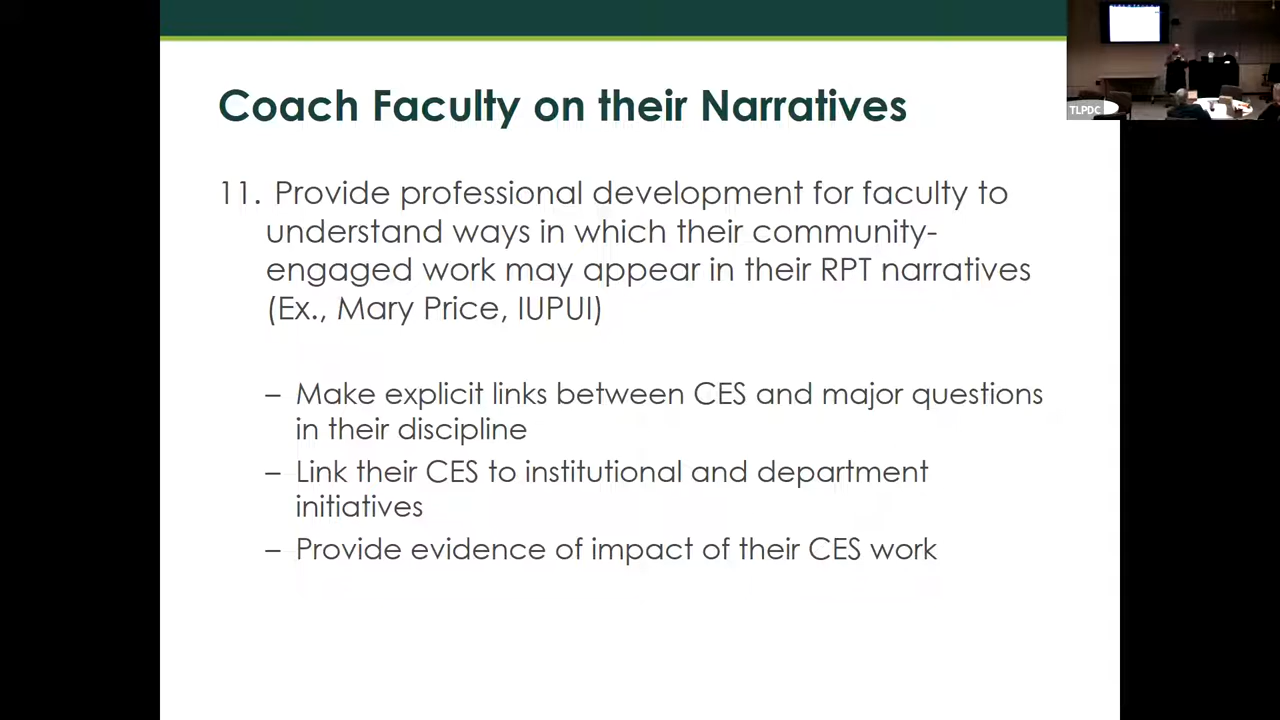 Coach Faculty on their Narratives
TLPDC
11. Provide professional development for faculty to
understand ways in which their community-
engaged work may appear in their RPT narratives
(Ex., Mary Price, IUPUI)
– Make explicit links between CES and major questions
in their discipline
– Link their CES to institutional and department
initiatives
– Provide evidence of impact of their CES work